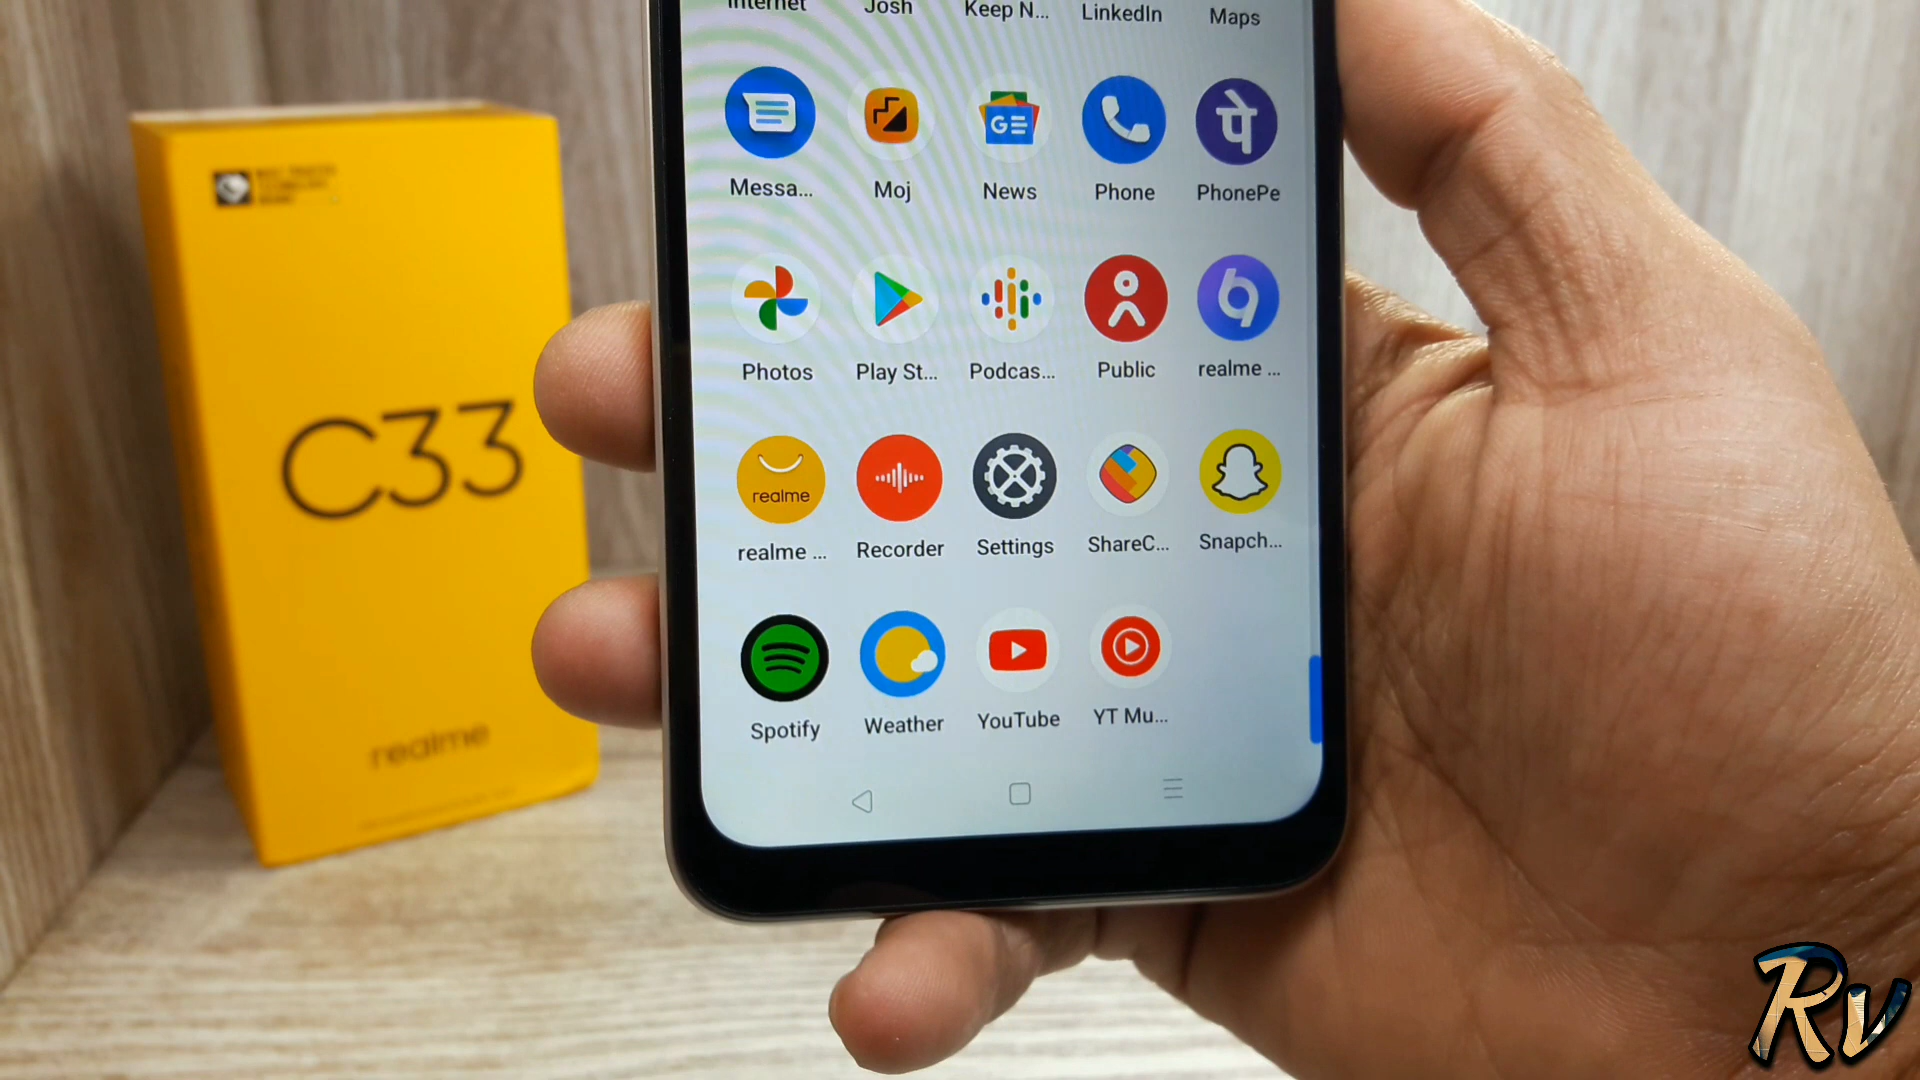 Internet Josh Keep N... LinkedIn Maps
Messa... Moj News Phone PhonePe
Photos Play St... Podcas... Public realme ...
realme
realme ... Recorder Settings ShareC... Snapch...
Spotify Weather YouTube YT Mu...
C33
realme
GE
पे
Rv